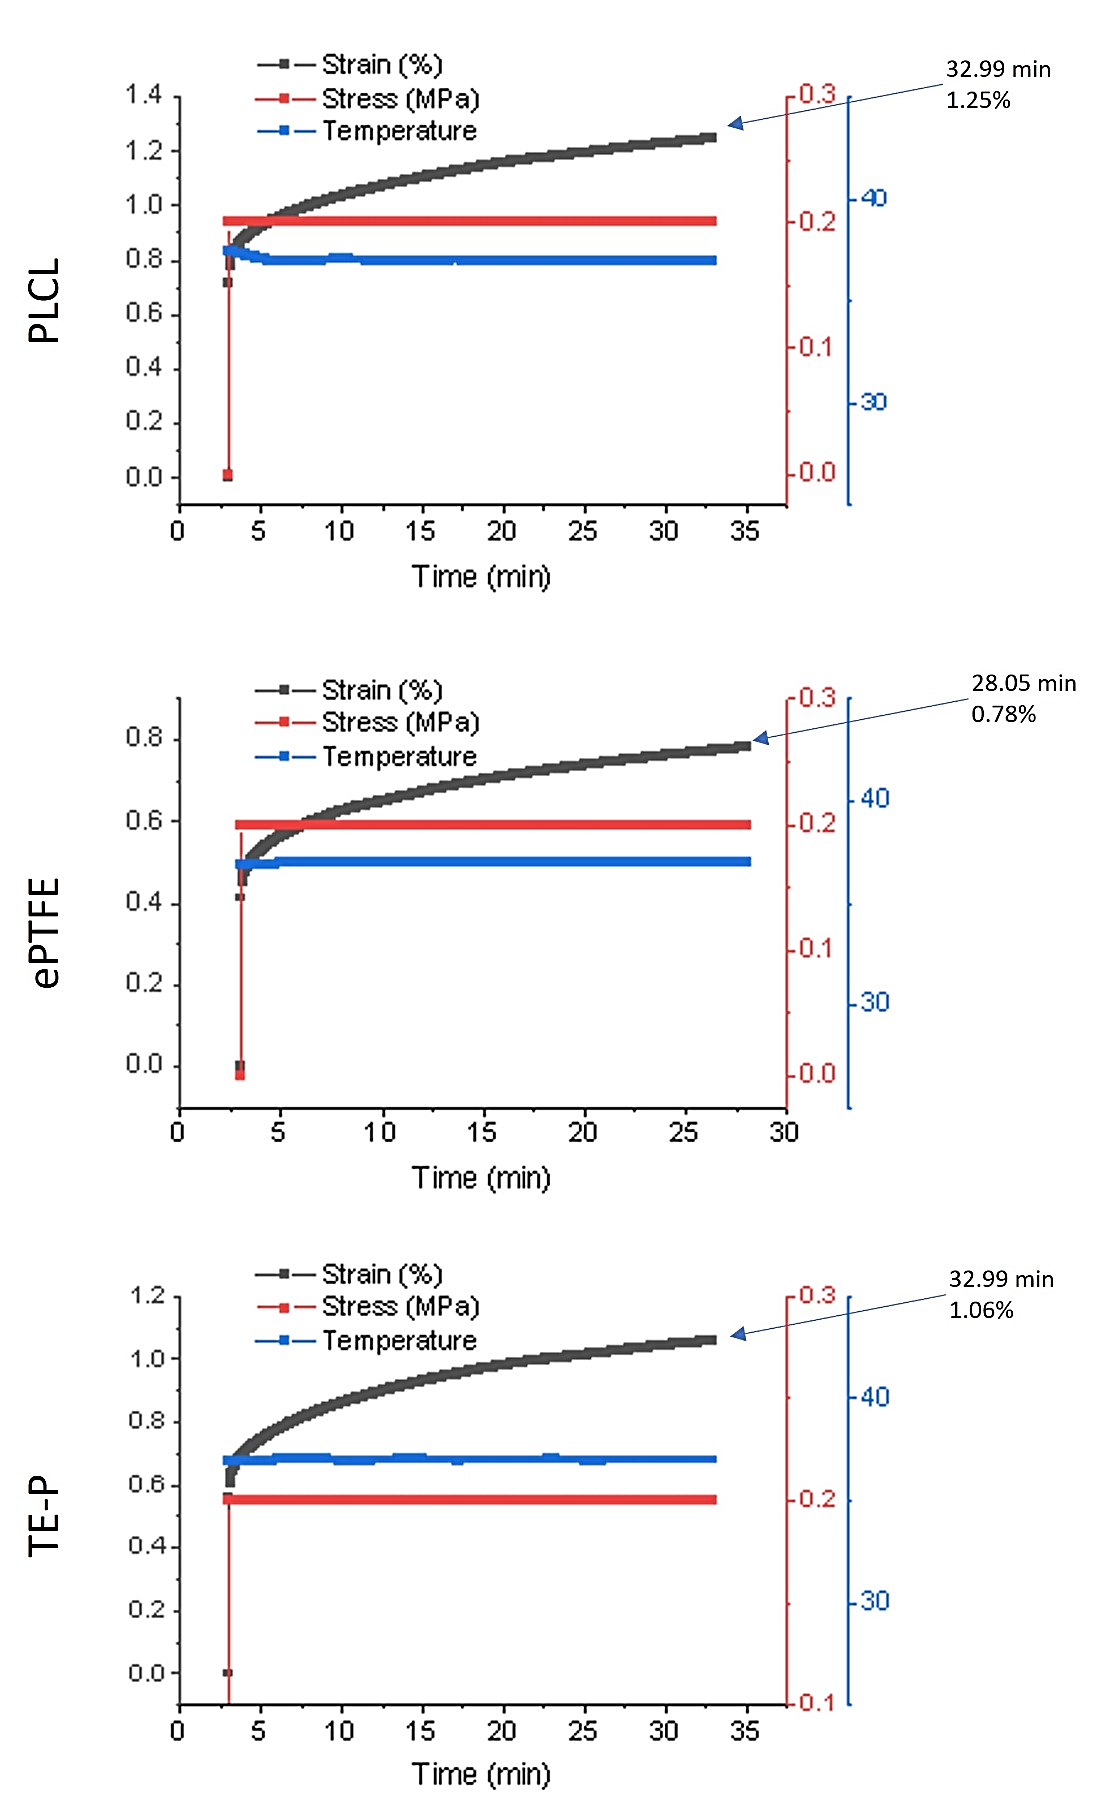 Strain (%)
Stress (MPa)
Temperature
32.99 min
1.25%
1.4
1.2
1.0
0.8
0.6
0.4
0.2
0.0
0.3
0.2
0.1
0.0
40
30
PLCL
0 5 10 15 20 25 30 35
Time (min)
Strain (%)
Stress (MPa)
Temperature
28.05 min
0.78%
0.8
0.6
0.4
0.2
0.0
0.3
0.2
0.1
0.0
40
30
ePTFE
0 5 10 15 20 25 30
Time (min)
Strain (%)
Stress (MPa)
Temperature
32.99 min
1.06%
1.2
1.0
0.8
0.6
0.4
0.2
0.0
0.3
0.2
0.1
40
30
TE-P
0 5 10 15 20 25 30 35
Time (min)